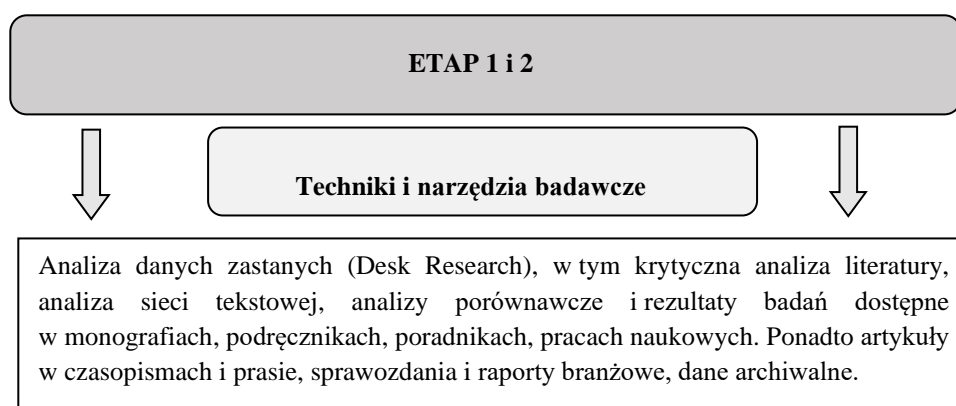 ETAP 1 i 2
Techniki i narzędzia badawcze
Analiza danych zastanych (Desk Research), w tym krytyczna analiza literatury,
analiza sieci tekstowej, analizy porównawcze i rezultaty badań dostępne
w monografiach, podręcznikach, poradnikach, pracach naukowych. Ponadto artykuły
w czasopismach i prasie, sprawozdania i raporty branżowe, dane archiwalne.